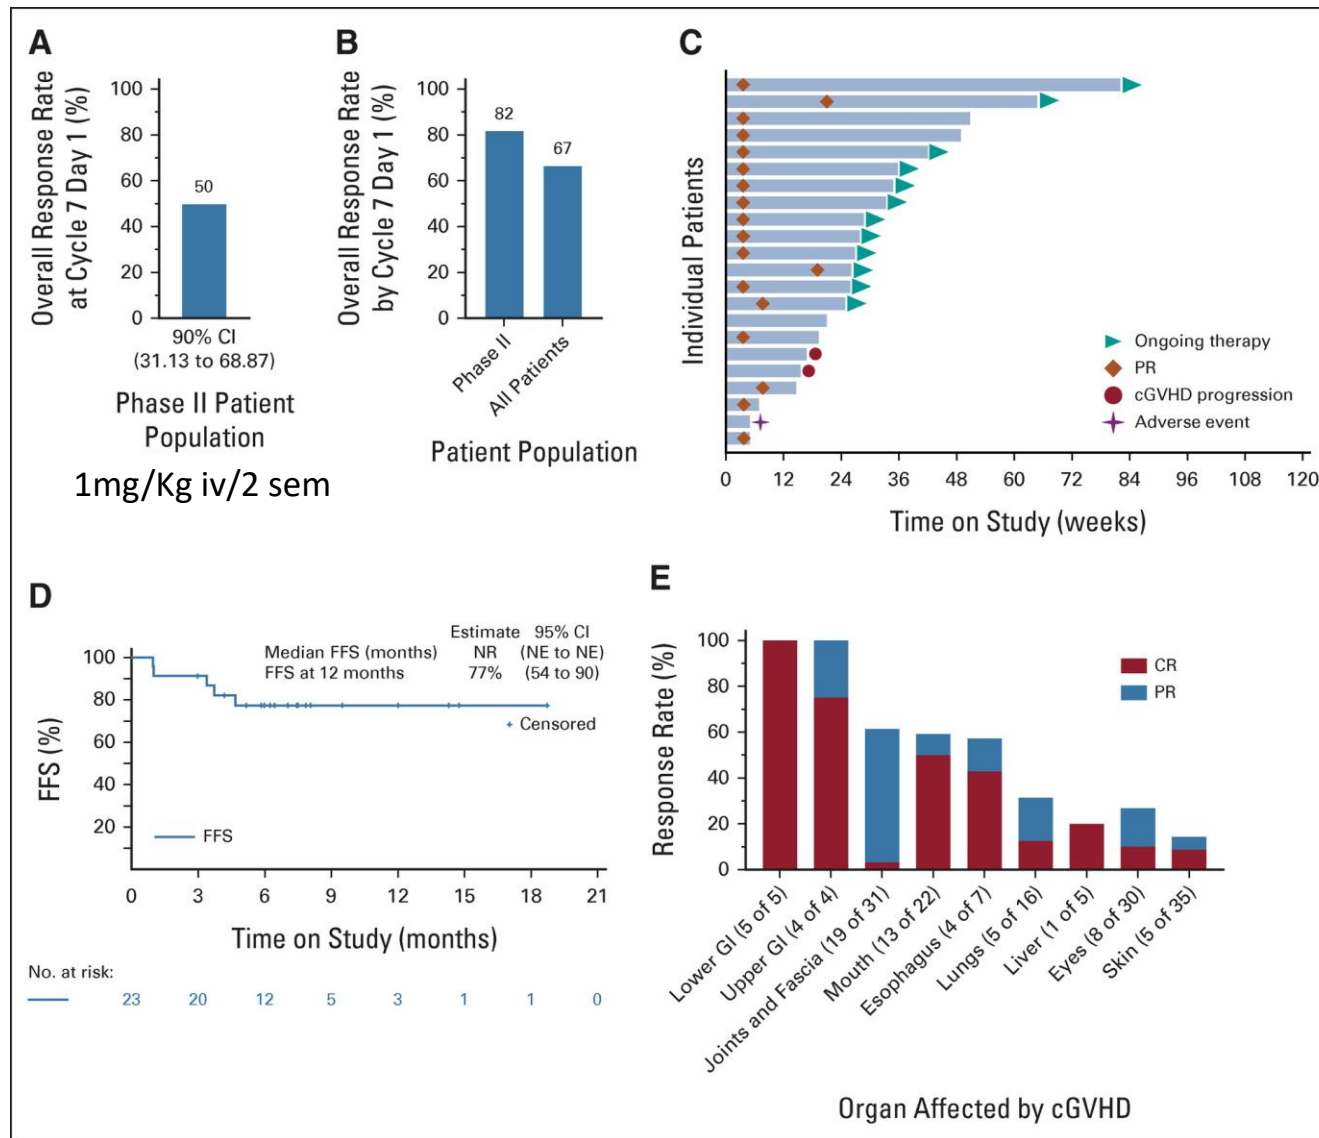 A
Overall Response Rate
at Cycle 7 Day 1 (%)
100
80
60
40
20
0
50
90% CI
(31.13 to 68.87)
Phase II Patient
Population
1mg/Kg iv/2 sem
B
Overall Response Rate
by Cycle 7 Day 1 (%)
100
80
60
40
20
0
82
67
Phase II
All Patients
Patient Population
C
Individual Patients
Ongoing therapy
PR
cGVHD progression
Adverse event
0 12 24 36 48 60 72 84 96 108 120
Time on Study (weeks)
D
FFS (%)
100
80
60
40
20
Estimate 95% CI
Median FFS (months) NR (NE to NE)
FFS at 12 months 77% (54 to 90)
+ Censored
FFS
0 3 6 9 12 15 18 21
Time on Study (months)
No. at risk:
23 20 12 5 3 1 1 0
E
Response Rate (%)
100
80
60
40
20
0
CR
PR
Lower GI (5 of 5)
Upper GI (4 of 4)
Joints and Fascia (19 of 31)
Mouth (13 of 22)
Esophagus (4 of 7)
Lungs (5 of 16)
Liver (1 of 5)
Eyes (8 of 30)
Skin (5 of 35)
Organ Affected by cGVHD